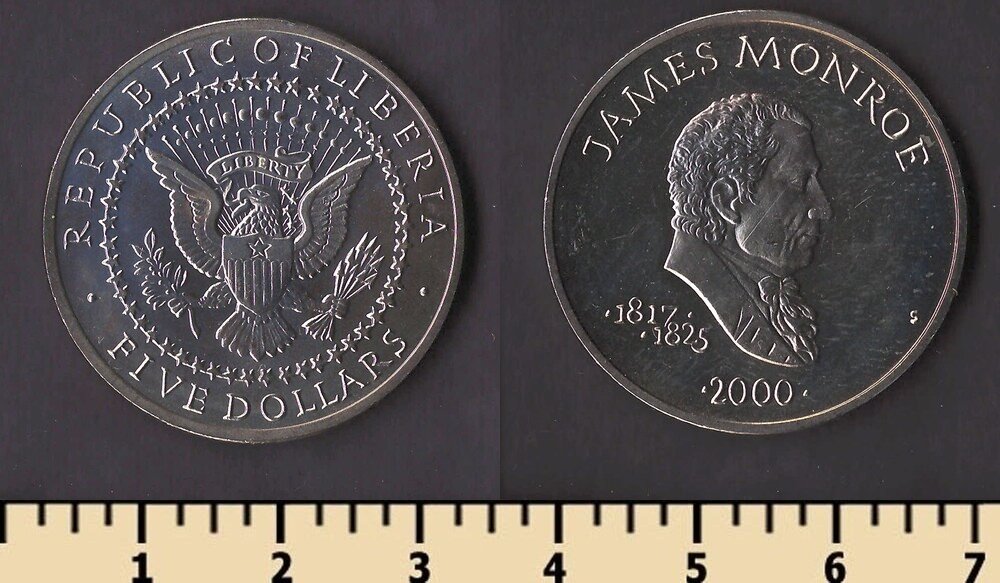 REPUBLIC OF LIBERIA
LIBERTY
· FIVE DOLLARS ·
JAMES MONROE
·1817·
·1825
S
·2000·
1 2 3 4 5 6 7